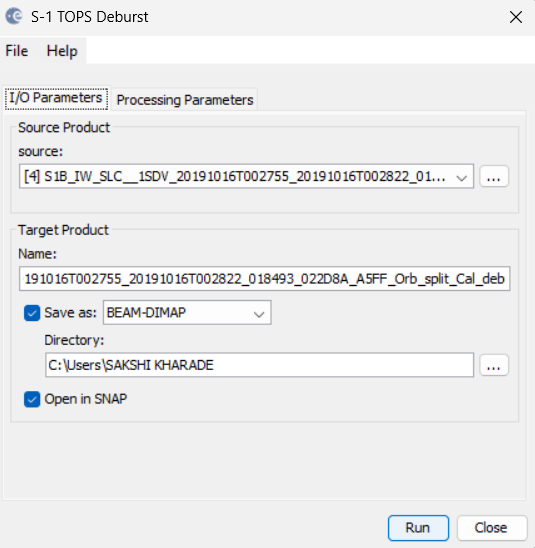 S-1 TOPS Deburst
File Help
I/O Parameters Processing Parameters
Source Product
source:
[4] S1B_IW_SLC__1SDV_20191016T002755_20191016T002822_01... ...
Target Product
Name:
191016T002755_20191016T002822_018493_022D8A_A5FF_Orb_split_Cal_deb
Save as: BEAM-DIMAP
Directory:
C:\Users\SAKSHI KHARADE ...
Open in SNAP
Run Close